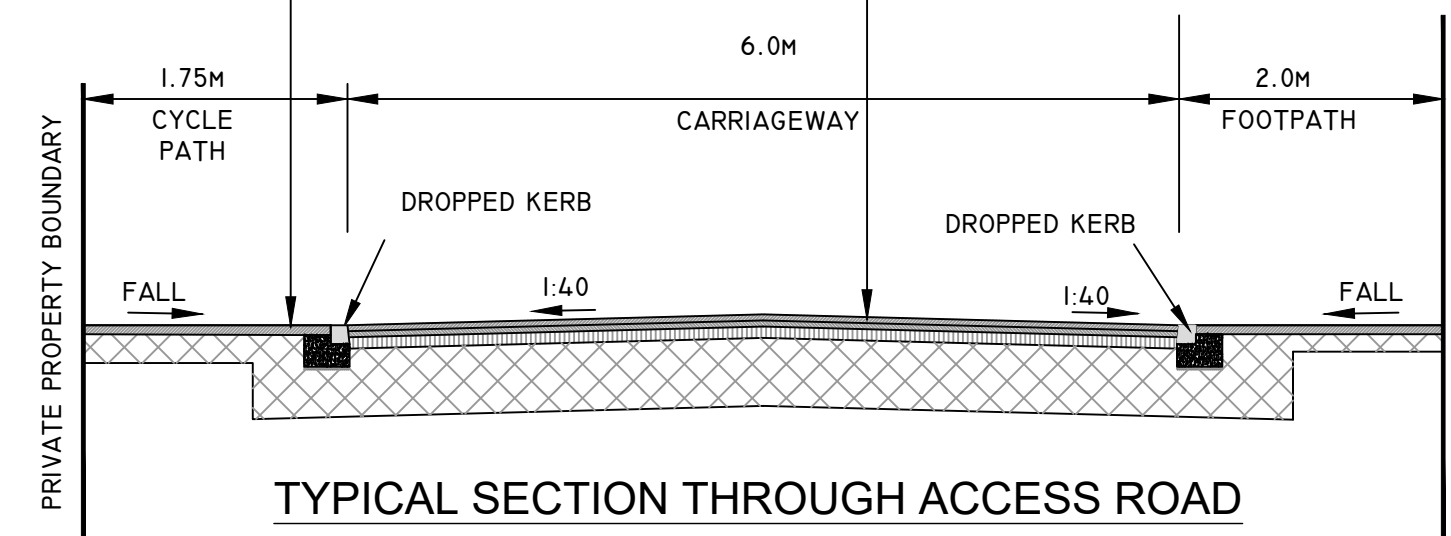 6.0M
1.75M
2.0M
CYCLE
PATH
CARRIAGEWAY
FOOTPATH
PRIVATE PROPERTY BOUNDARY
DROPPED KERB
DROPPED KERB
FALL
1:40
1:40
FALL
TYPICAL SECTION THROUGH ACCESS ROAD